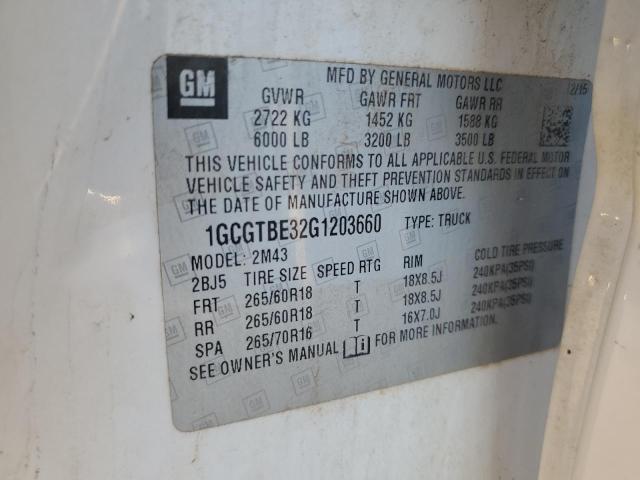 GM
MFD BY GENERAL MOTORS LLC
GVWR GAWR FRT GAWR RR
2722 KG 1452 KG 1588 KG
6000 LB 3200 LB 3500 LB
THIS VEHICLE CONFORMS TO ALL APPLICABLE U.S. FEDERAL MOTOR
VEHICLE SAFETY AND THEFT PREVENTION STANDARDS IN EFFECT ON
THE DATE OF MANUFACTURE SHOWN ABOVE.
1GCGTBE32G1203660 TYPE: TRUCK
MODEL: 2M43
2BJ5 TIRE SIZE SPEED RTG RIM COLD TIRE PRESSURE
FRT 265/60R18 T 18X8.5J 240KPA(35PSI)
RR 265/60R18 T 18X8.5J 240KPA(35PSI)
SPA 265/70R16 T 16X7.0J 240KPA(35PSI)
SEE OWNER'S MANUAL i FOR MORE INFORMATION.